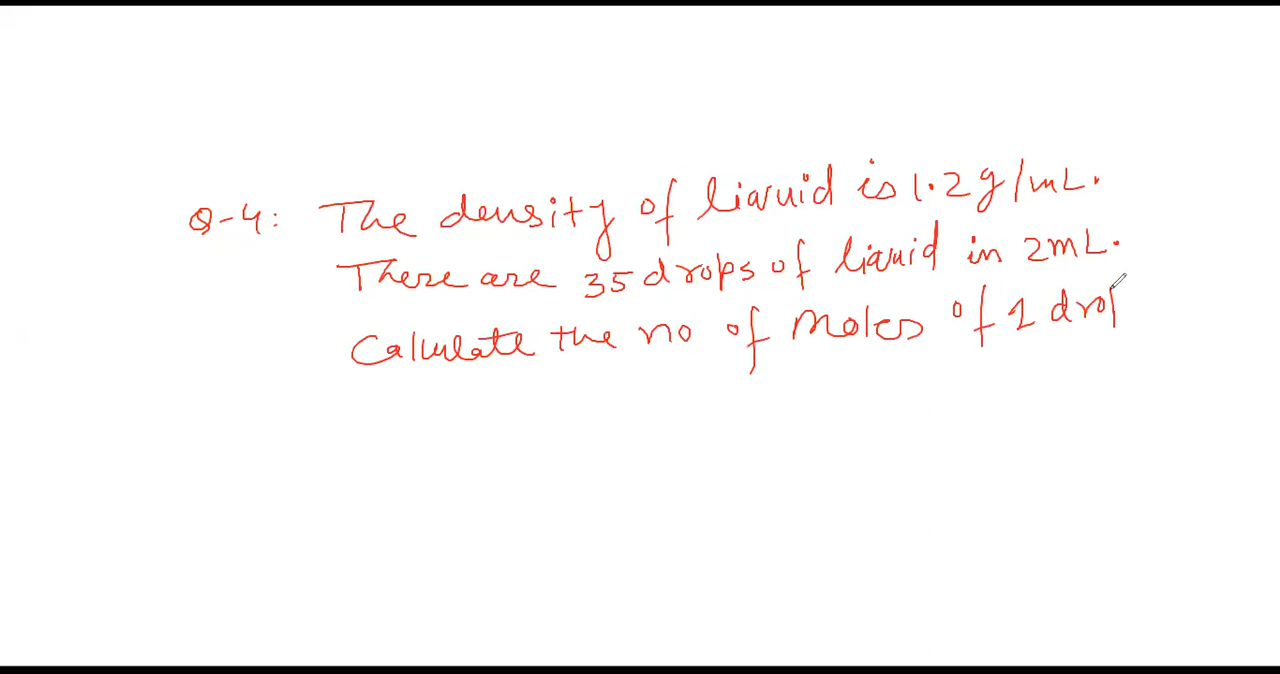 Q-4: The density of liquid is 1.2g/mL.
There are 35 drops of liquid in 2mL.
Calculate the no of moles of 1 drop